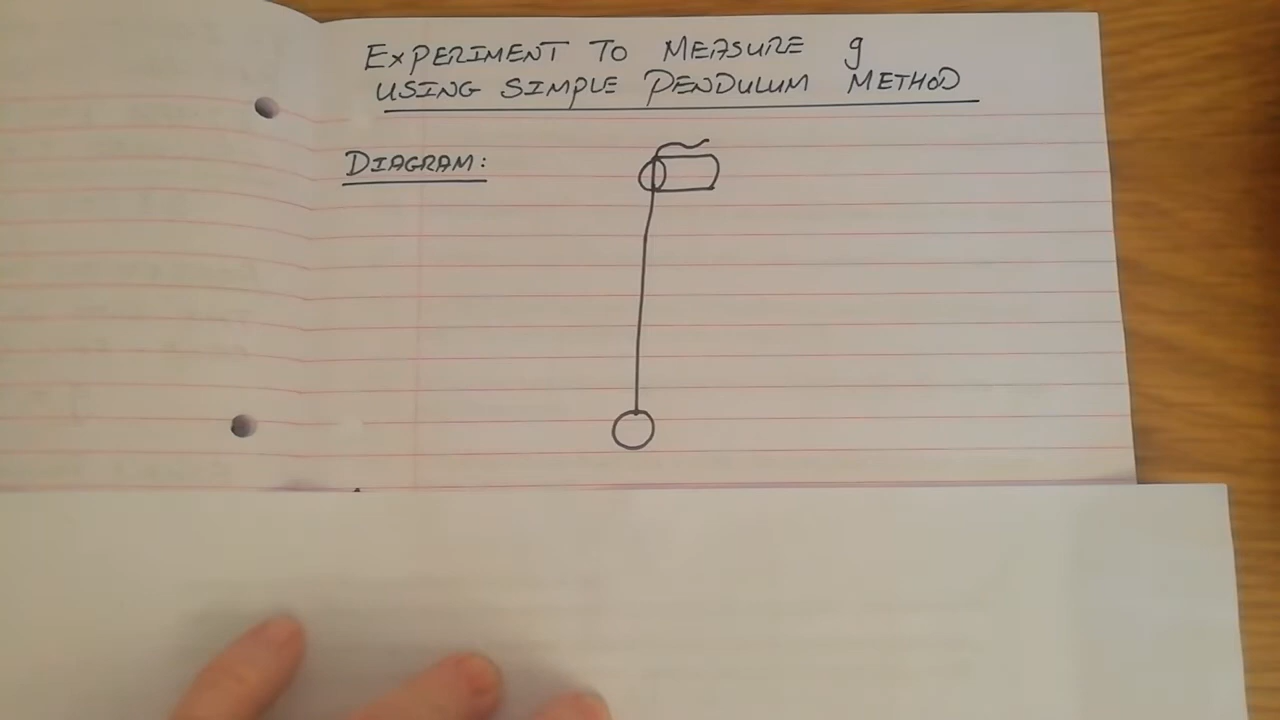 EXPERIMENT TO MEASURE g
USING SIMPLE PENDULUM METHOD
DIAGRAM: